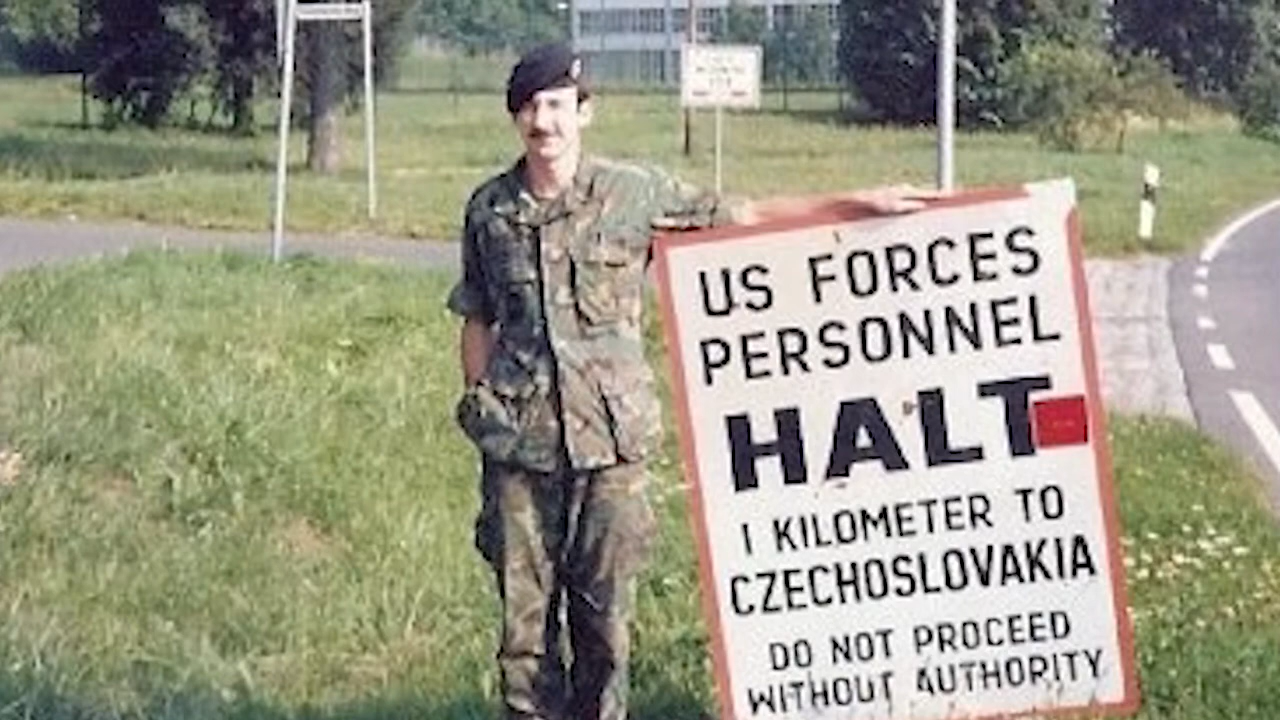 US FORCES
PERSONNEL
HALT
1 KILOMETER TO
CZECHOSLOVAKIA
DO NOT PROCEED
WITHOUT AUTHORITY